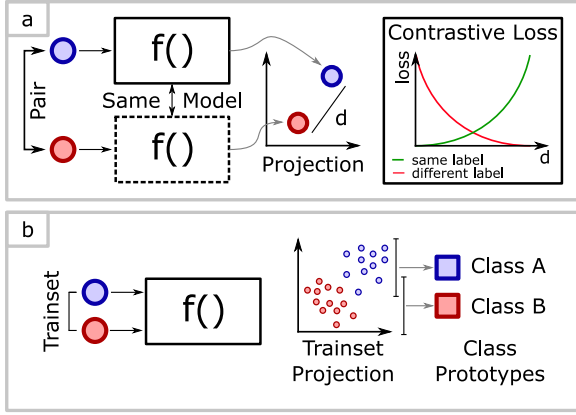 a
Pair
f()
Same Model
f()
d
Projection
Contrastive Loss
loss
d
same label
different label
b
Trainset
f()
Trainset
Projection
Class A
Class B
Class
Prototypes